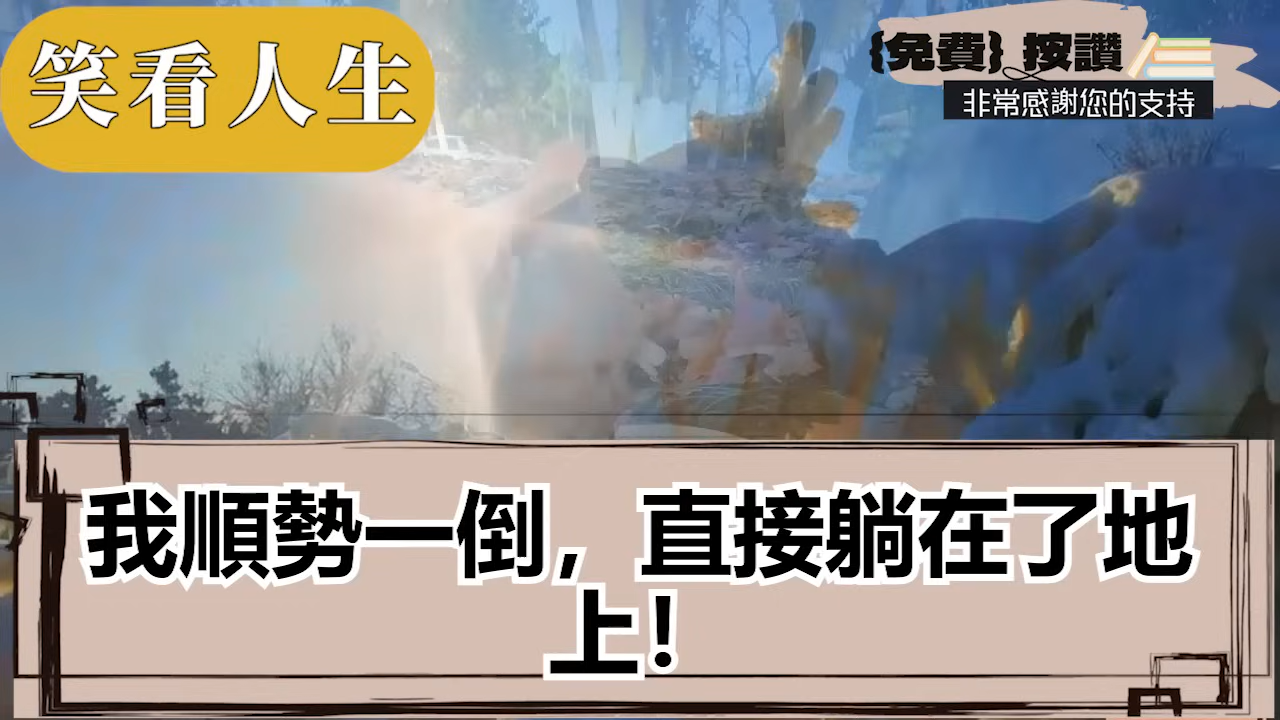 笑看人生
{免費} 按讚
非常感謝您的支持
我順勢一倒，直接躺在了地
上！